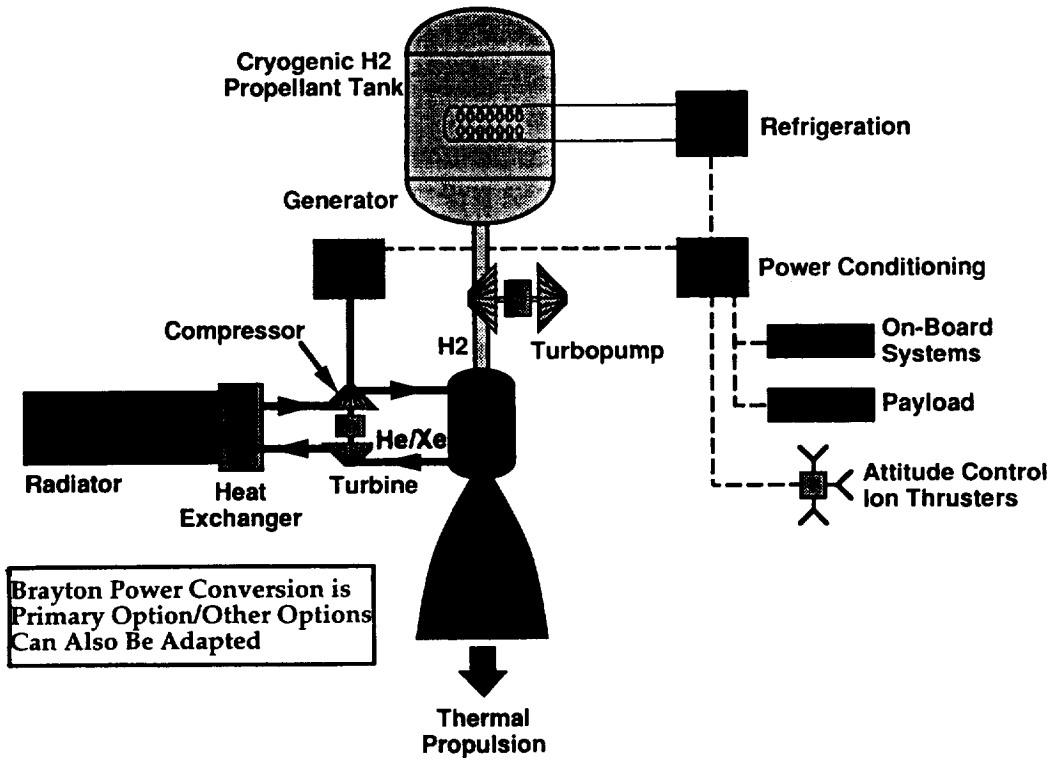 Cryogenic H2
Propellant Tank
Refrigeration
Generator
Power Conditioning
Compressor
H2
Turbopump
On-Board
Systems
Payload
He/Xe
Radiator
Heat
Exchanger
Turbine
Attitude Control
Ion Thrusters
Brayton Power Conversion is
Primary Option/Other Options
Can Also Be Adapted
Thermal
Propulsion